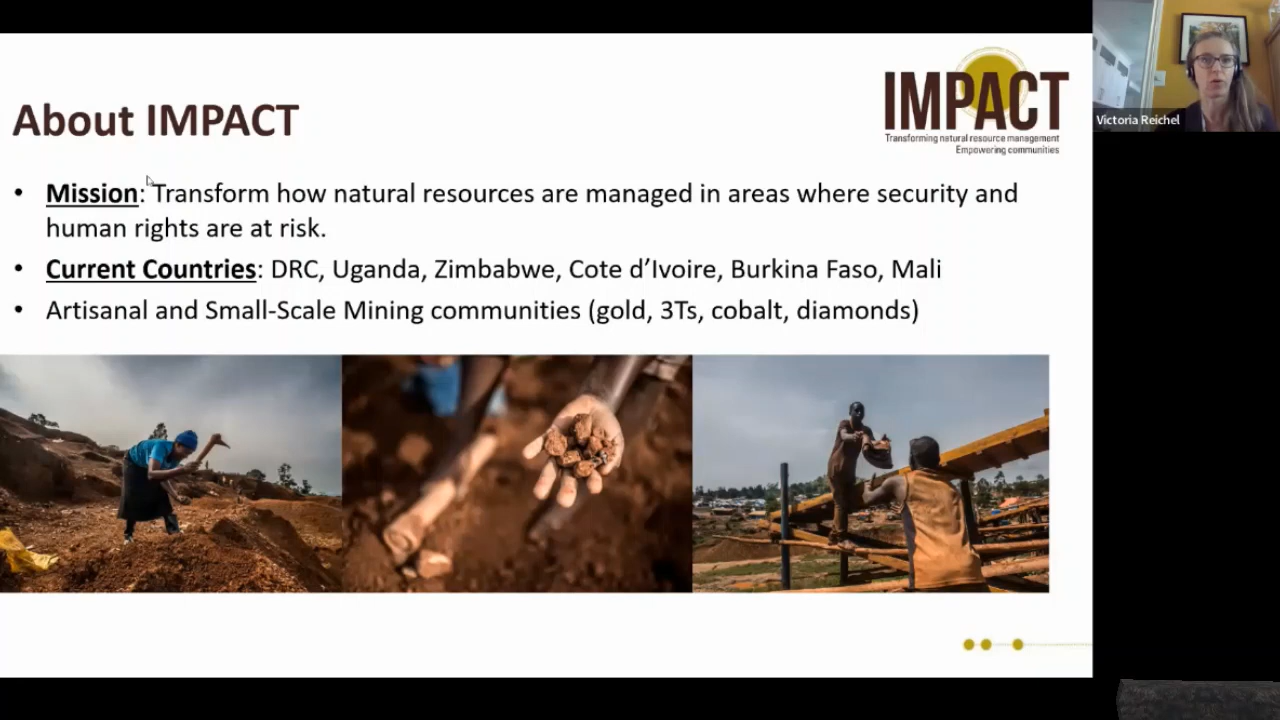 About IMPACT
IMPACT
Transforming natural resource management
Empowering communities
Victoria Reichel
• Mission: Transform how natural resources are managed in areas where security and
human rights are at risk.
• Current Countries: DRC, Uganda, Zimbabwe, Cote d’Ivoire, Burkina Faso, Mali
• Artisanal and Small-Scale Mining communities (gold, 3Ts, cobalt, diamonds)